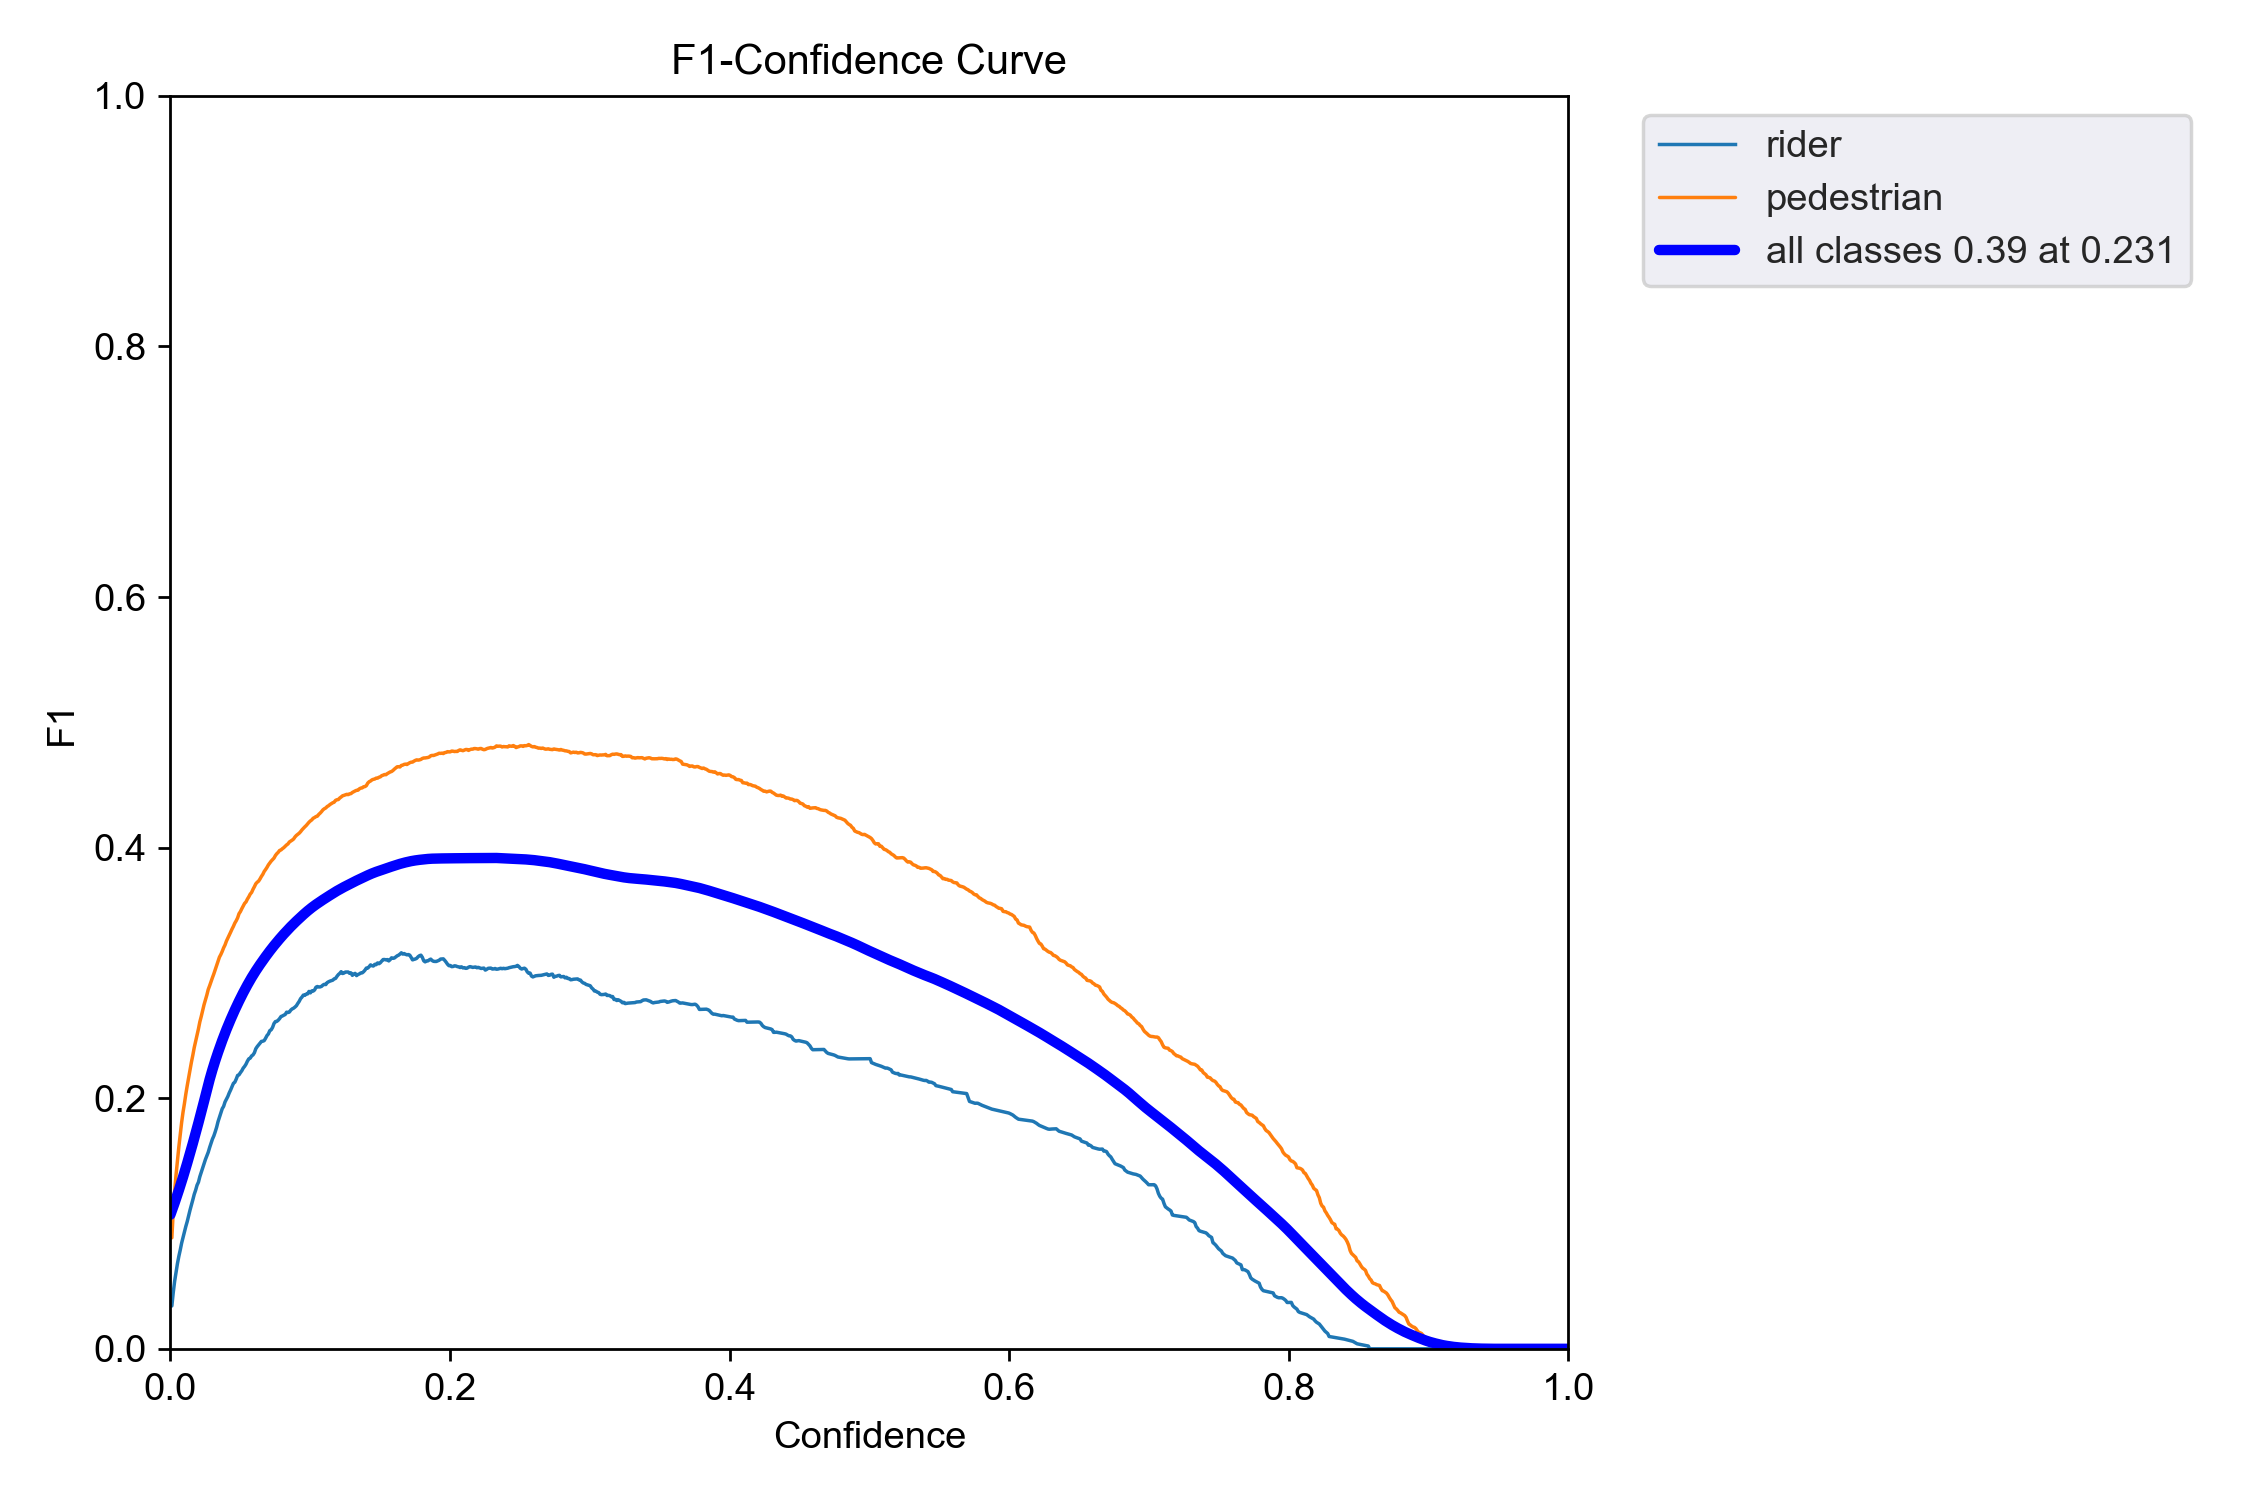 F1-Confidence Curve
1.0
0.8
0.6
0.4
0.2
0.0
F1
0.0 0.2 0.4 0.6 0.8 1.0
Confidence
rider
pedestrian
all classes 0.39 at 0.231